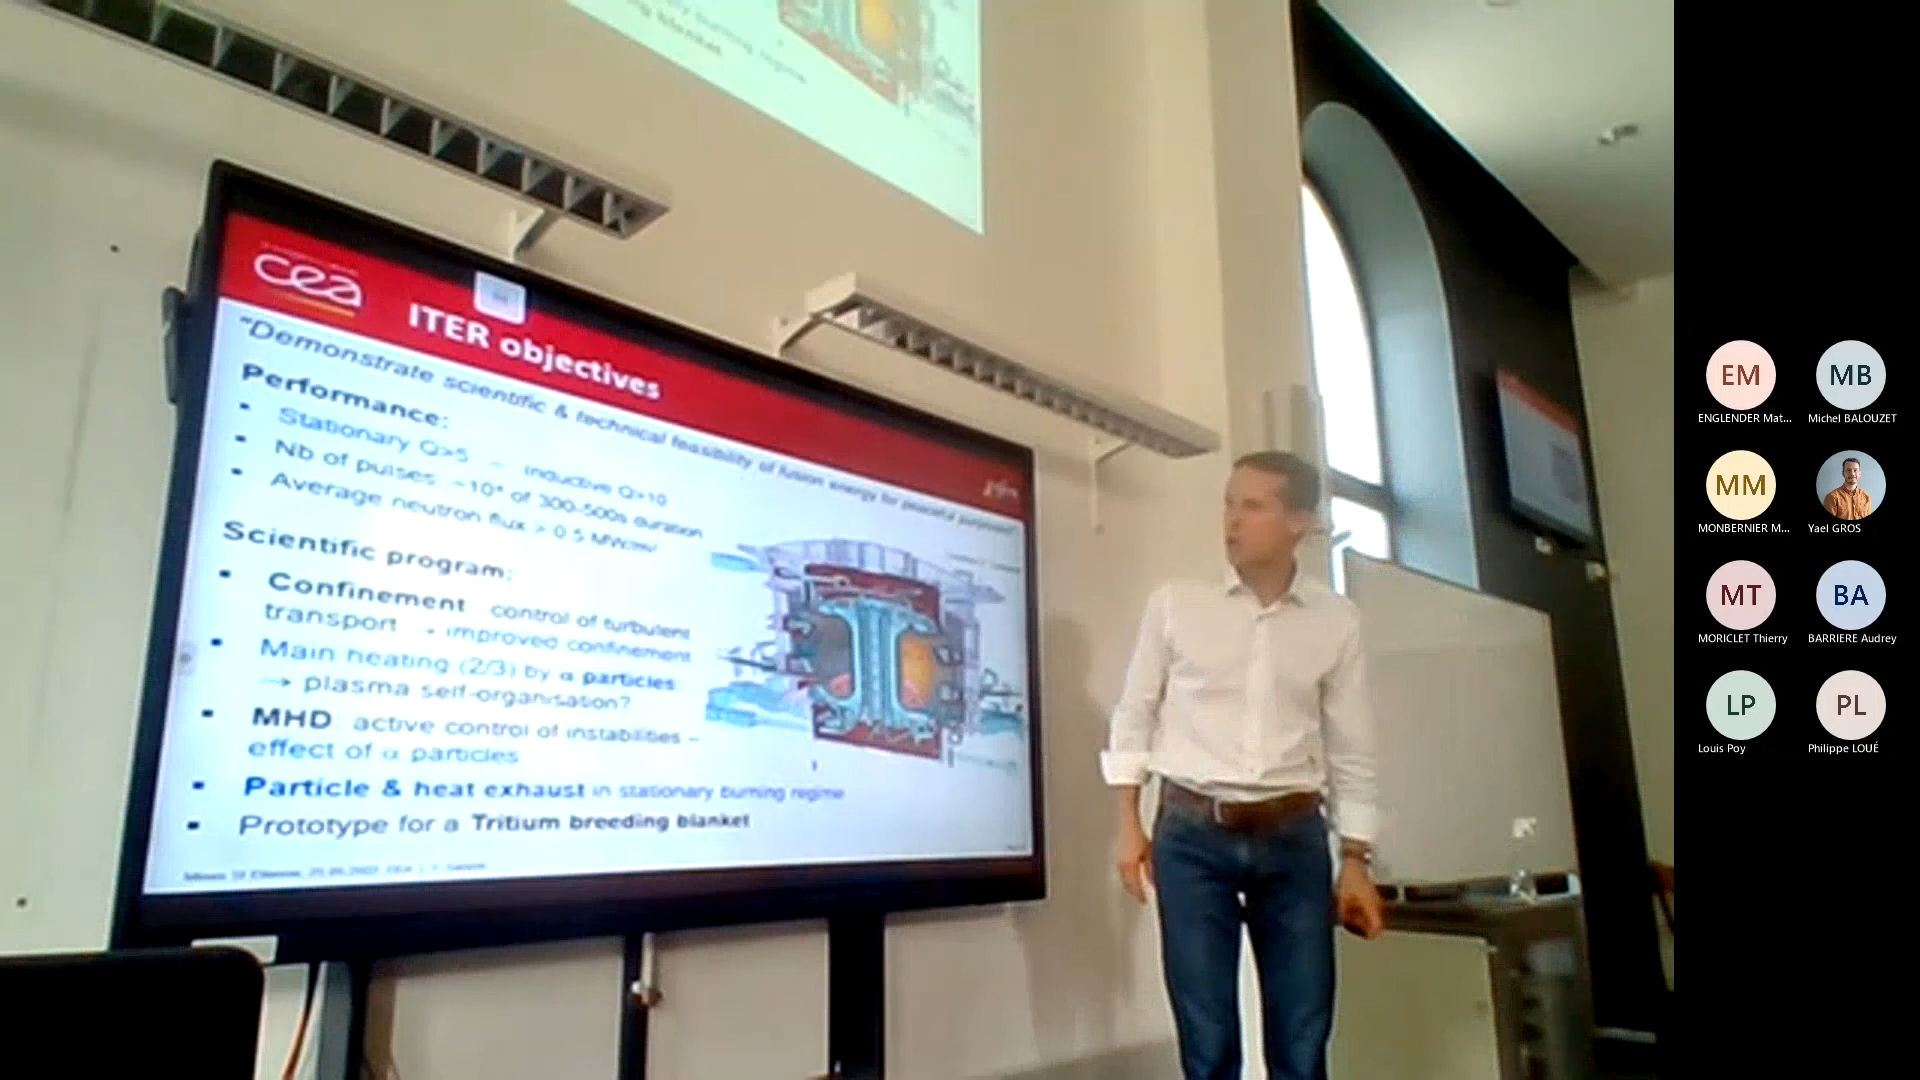 ng blanket
burning regime
cea
ITER objectives
"Demonstrate scientific & technical feasibility of fusion energy for peaceful purposes"
Performance:
• Stationary Q>5 – Inductive Q>10
• Nb of pulses: ~10⁴ of 300-500s duration
• Average neutron flux > 0.5 MW/m²
Scientific program:
• Confinement control of turbulent
transport → improved confinement
• Main heating (2/3) by α particles
→ plasma self-organisation?
• MHD: active control of instabilities –
effect of α particles
• Particle & heat exhaust in stationary burning regime
• Prototype for a Tritium breeding blanket
EM
MB
ENGLENDER Mat...
Michel BALOUZET
MM
MONBERNIER M...
Yael GROS
MT
BA
MORICLET Thierry
BARRIERE Audrey
LP
PL
Louis Poy
Philippe LOUÉ